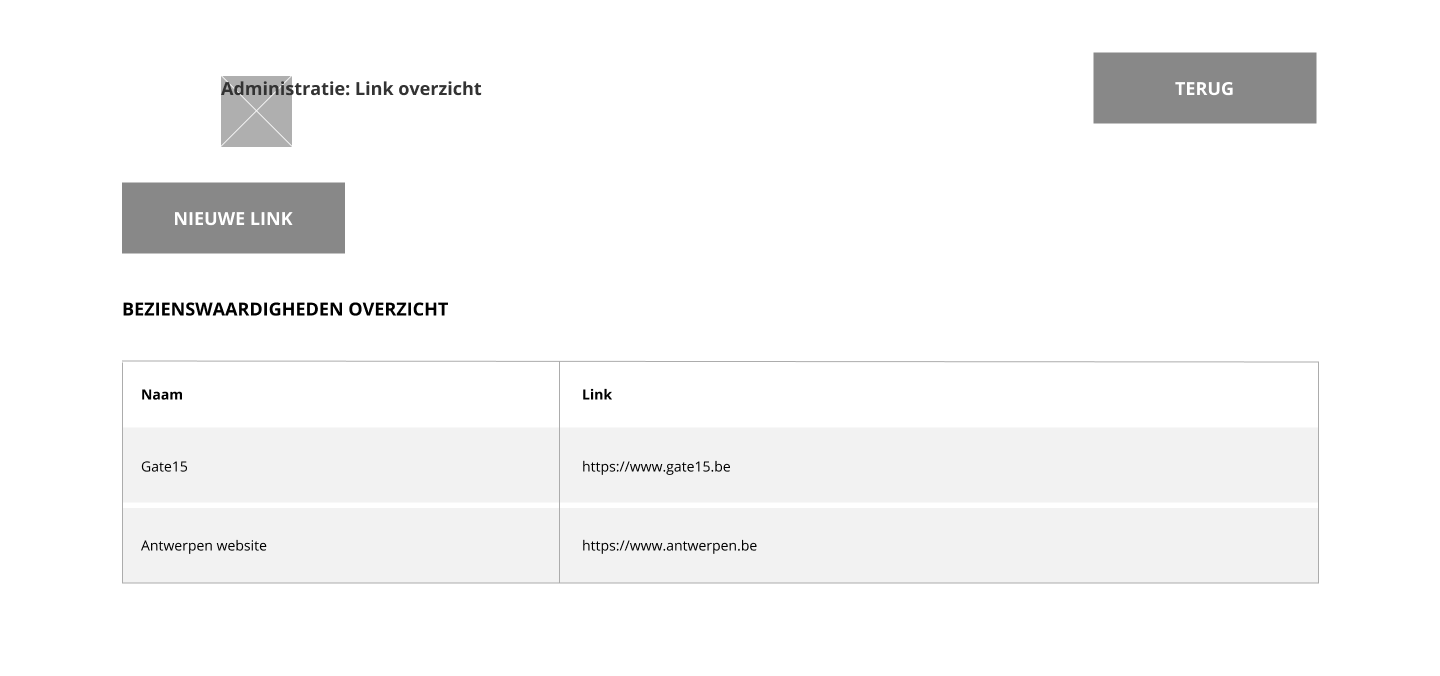 Administratie: Link overzicht
TERUG
NIEUWE LINK
BEZIENSWAARDIGHEDEN OVERZICHT
Naam Link
Gate15 https://www.gate15.be
Antwerpen website https://www.antwerpen.be